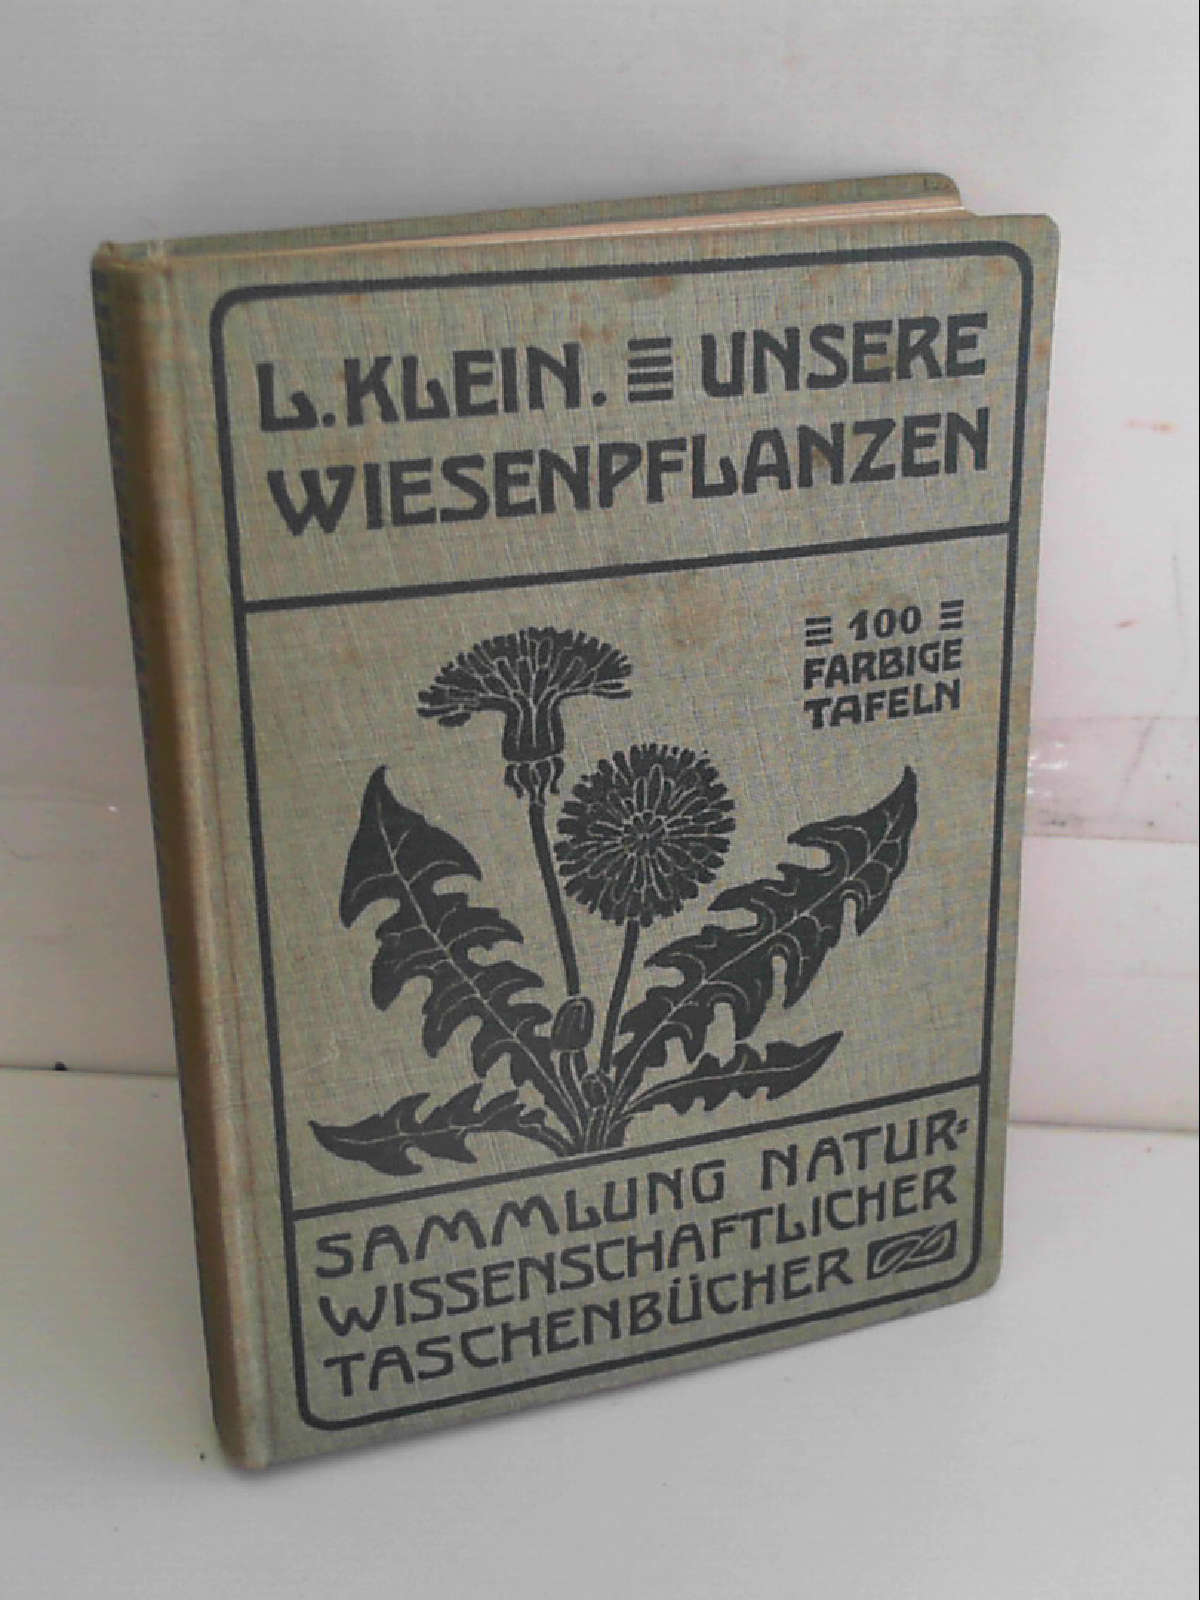 L. KLEIN. UNSERE
WIESENPFLANZEN
100
FARBIGE
TAFELN
SAMMLUNG NATUR-
WISSENSCHAFTLICHER
TASCHENBÜCHER